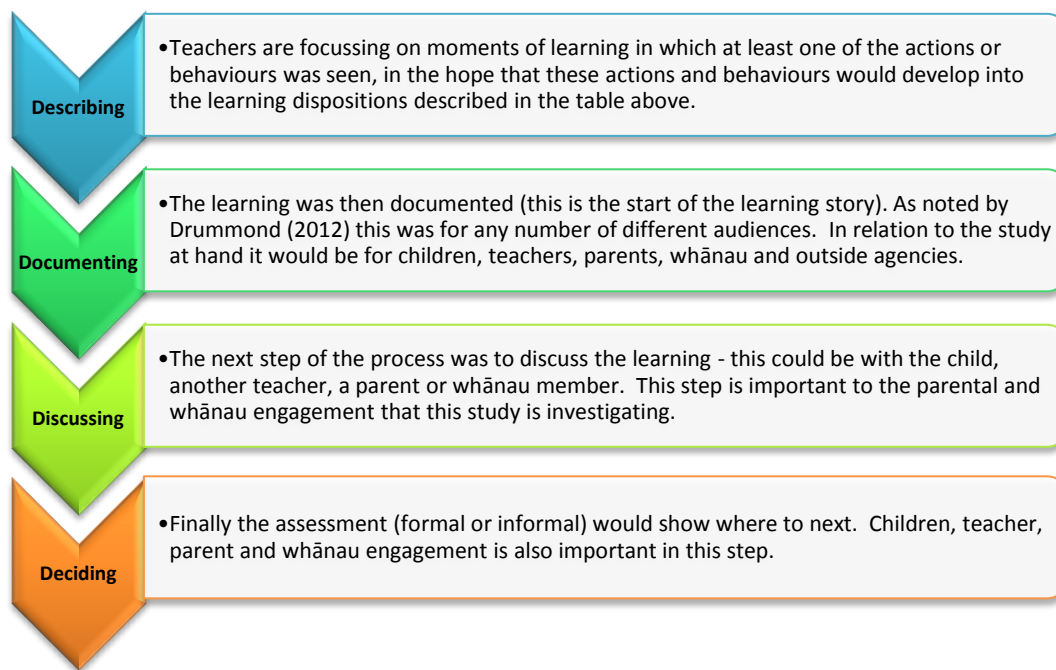 Describing
•Teachers are focussing on moments of learning in which at least one of the actions or
behaviours was seen, in the hope that these actions and behaviours would develop into
the learning dispositions described in the table above.
Documenting
•The learning was then documented (this is the start of the learning story). As noted by
Drummond (2012) this was for any number of different audiences. In relation to the study
at hand it would be for children, teachers, parents, whānau and outside agencies.
Discussing
•The next step of the process was to discuss the learning - this could be with the child,
another teacher, a parent or whānau member. This step is important to the parental and
whānau engagement that this study is investigating.
Deciding
•Finally the assessment (formal or informal) would show where to next. Children, teacher,
parent and whānau engagement is also important in this step.